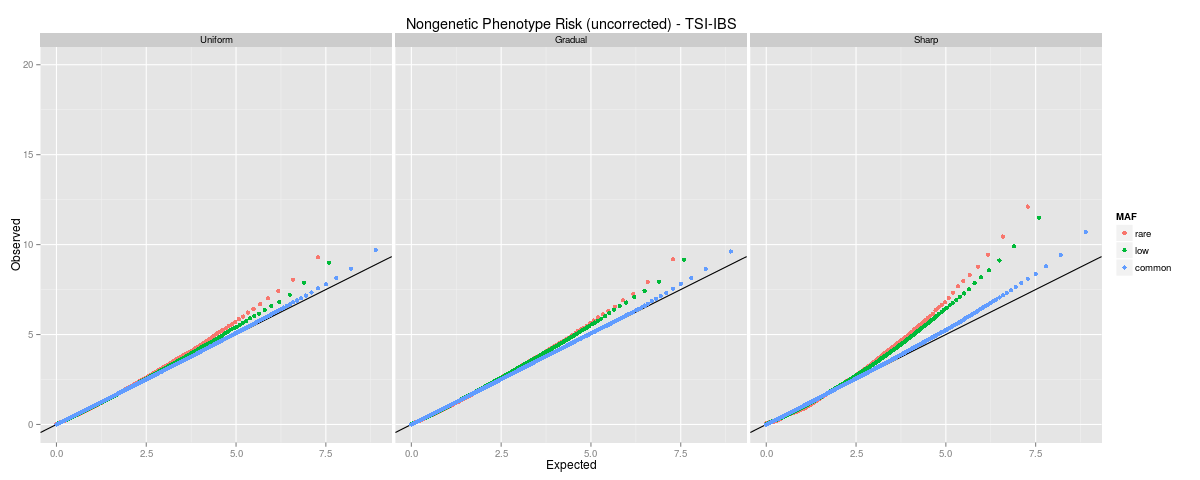 Nongenetic Phenotype Risk (uncorrected) - TSI-IBS
Uniform
Gradual
Sharp
20
15
10
5
0
Observed
0.0
2.5
5.0
7.5
0.0
2.5
5.0
7.5
0.0
2.5
5.0
7.5
Expected
MAF
rare
low
common